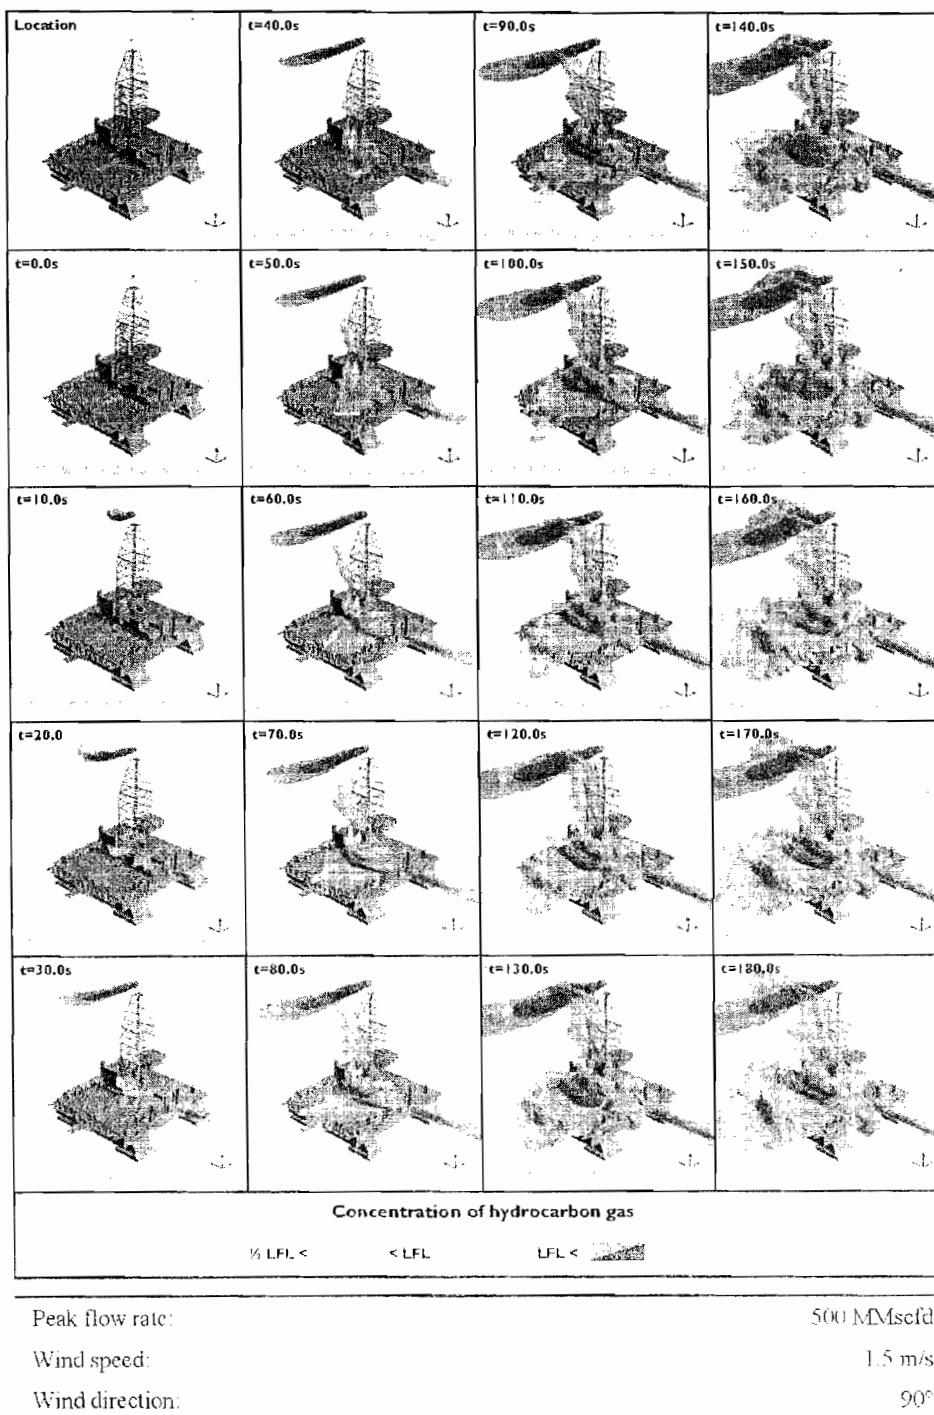 Location
t=40.0s
t=90.0s
t=140.0s
t=0.0s
t=50.0s
t=100.0s
t=150.0s
t=10.0s
t=60.0s
t=110.0s
t=160.0s
t=20.0
t=70.0s
t=120.0s
t=170.0s
t=30.0s
t=80.0s
t=130.0s
t=180.0s
Concentration of hydrocarbon gas
½ LFL < < LFL LFL <
Peak flow rate: 500 MMscfd
Wind speed: 1.5 m/s
Wind direction: 90°